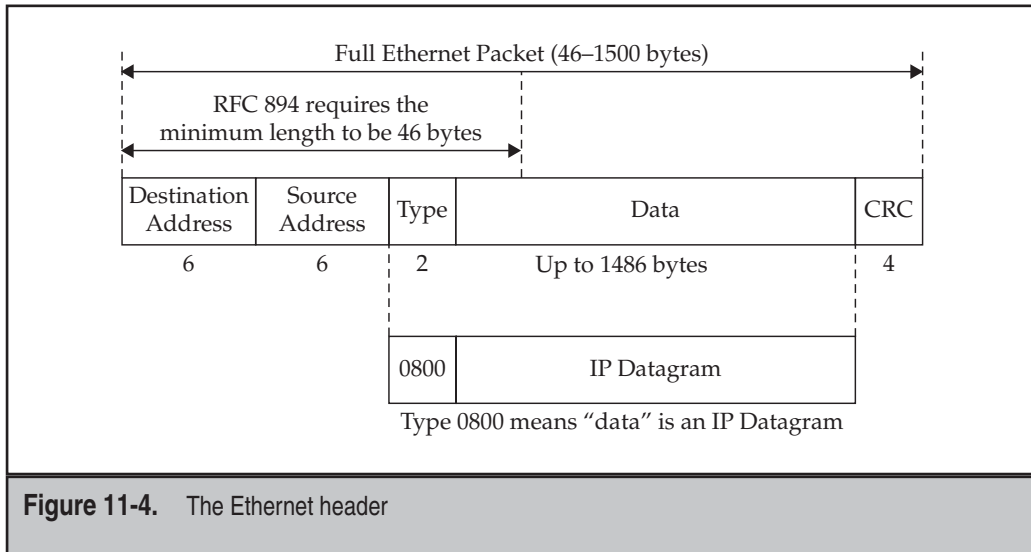 Full Ethernet Packet (46–1500 bytes)
RFC 894 requires the
minimum length to be 46 bytes
Destination
Address
Source
Address
Type
Data
CRC
6
6
2
Up to 1486 bytes
4
0800
IP Datagram
Type 0800 means “data” is an IP Datagram
Figure 11-4. The Ethernet header